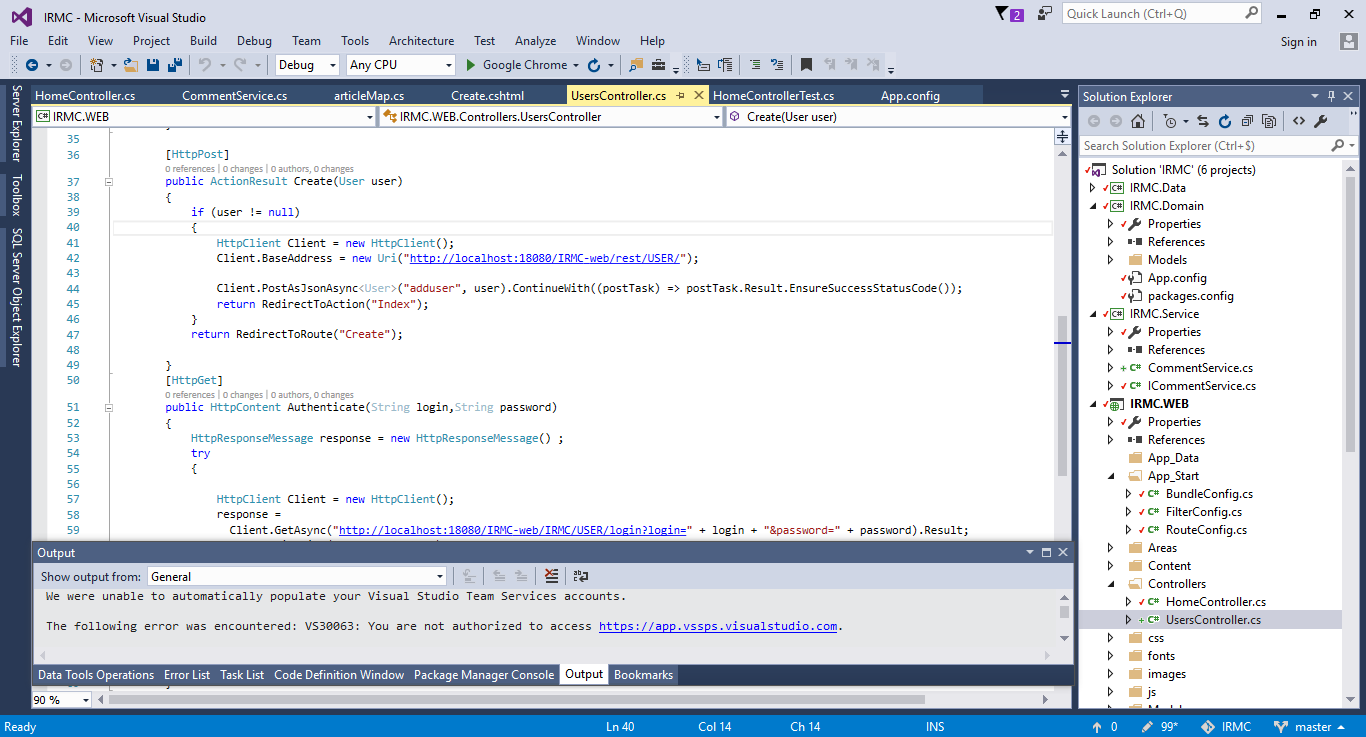 IRMC - Microsoft Visual Studio
2
Quick Launch (Ctrl+Q)
File Edit View Project Build Debug Team Tools Architecture Test Analyze Window Help
Sign in
Debug Any CPU Google Chrome
Server Explorer
Toolbox
SQL Server Object Explorer
HomeController.cs CommentService.cs articleMap.cs Create.cshtml UsersController.cs HomeControllerTest.cs App.config
IRMC.WEB IRMC.WEB.Controllers.UsersController Create(User user)
35 }
36 [HttpPost]
0 references | 0 changes | 0 authors, 0 changes
37 public ActionResult Create(User user)
38 {
39 if (user != null)
40 {
41 HttpClient Client = new HttpClient();
42 Client.BaseAddress = new Uri("http://localhost:18080/IRMC-web/rest/USER/");
43
44 Client.PostAsJsonAsync<User>("adduser", user).ContinueWith((postTask) => postTask.Result.EnsureSuccessStatusCode());
45 return RedirectToAction("Index");
46 }
47 return RedirectToRoute("Create");
48
49 }
50 [HttpGet]
0 references | 0 changes | 0 authors, 0 changes
51 public HttpContent Authenticate(String login,String password)
52 {
53 HttpResponseMessage response = new HttpResponseMessage() ;
54 try
55 {
56
57 HttpClient Client = new HttpClient();
58 response =
59 Client.GetAsync("http://localhost:18080/IRMC-web/IRMC/USER/login?login=" + login + "&password=" + password).Result;
Output
Show output from: General
We were unable to automatically populate your Visual Studio Team Services accounts.
The following error was encountered: VS30063: You are not authorized to access https://app.vssps.visualstudio.com.
Data Tools Operations Error List Task List Code Definition Window Package Manager Console Output Bookmarks
90 %
Solution Explorer
Search Solution Explorer (Ctrl+$)
Solution 'IRMC' (6 projects)
C# IRMC.Data
C# IRMC.Domain
Properties
References
Models
App.config
packages.config
C# IRMC.Service
Properties
References
C# CommentService.cs
C# ICommentService.cs
IRMC.WEB
Properties
References
App_Data
App_Start
C# BundleConfig.cs
C# FilterConfig.cs
C# RouteConfig.cs
Areas
Content
Controllers
C# HomeController.cs
C# UsersController.cs
css
fonts
images
js
Ready Ln 40 Col 14 Ch 14 INS 0 99* IRMC master